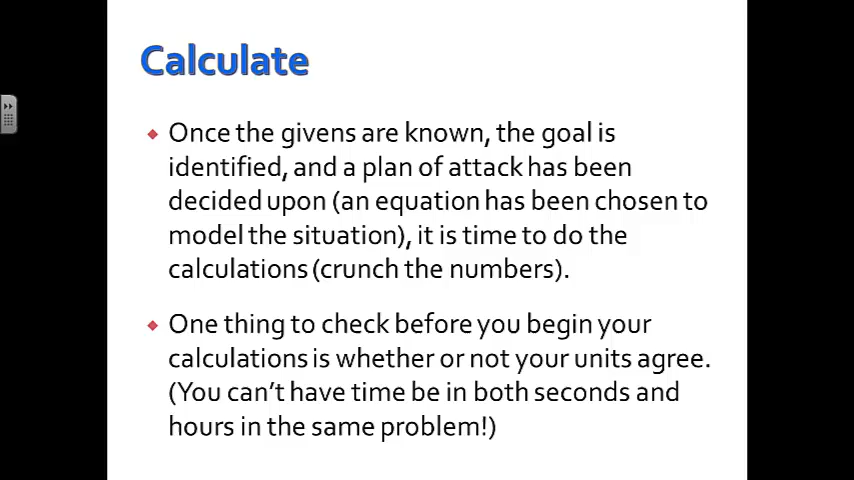 Calculate
Once the givens are known, the goal is
identified, and a plan of attack has been
decided upon (an equation has been chosen to
model the situation), it is time to do the
calculations (crunch the numbers).
One thing to check before you begin your
calculations is whether or not your units agree.
(You can't have time be in both seconds and
hours in the same problem!)